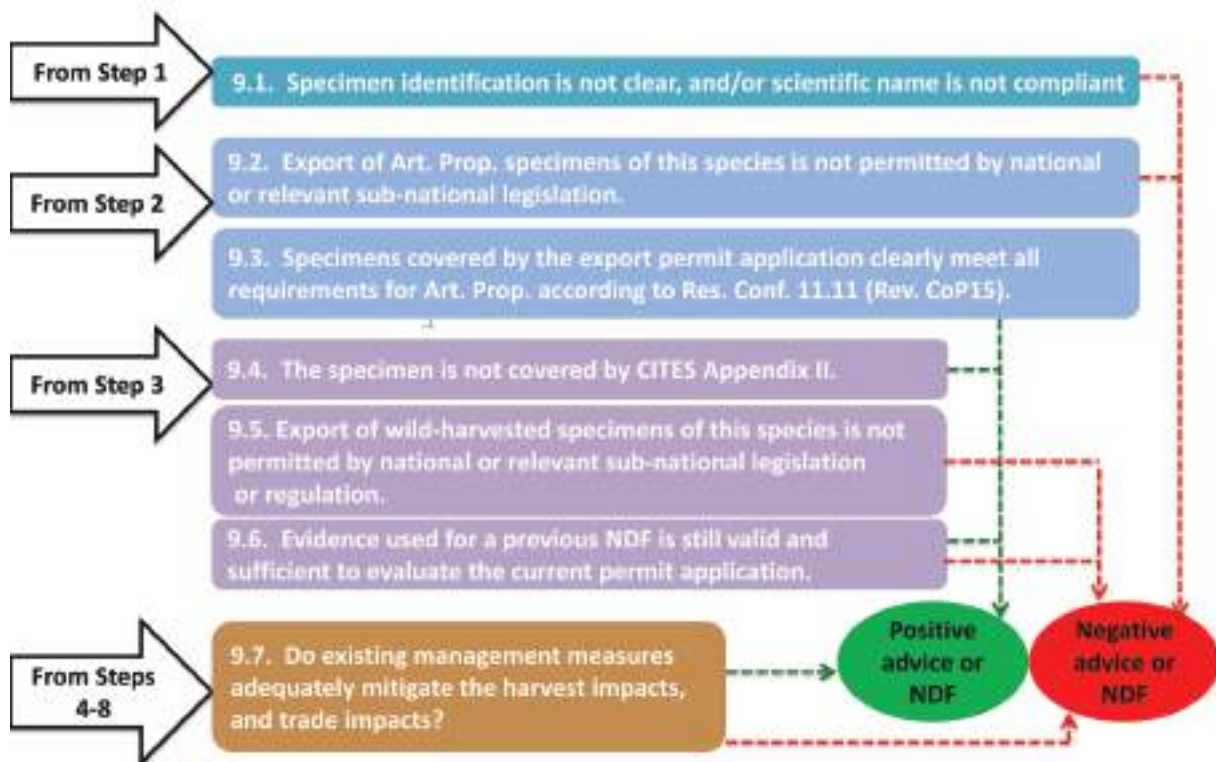 From Step 1
9.1. Specimen identification is not clear, and/or scientific name is not compliant
From Step 2
9.2. Export of Art. Prop. specimens of this species is not permitted by national
or relevant sub-national legislation.
9.3. Specimens covered by the export permit application clearly meet all
requirements for Art. Prop. according to Res. Conf. 11.11 (Rev. CoP15).
From Step 3
9.4. The specimen is not covered by CITES Appendix II.
9.5. Export of wild-harvested specimens of this species is not
permitted by national or relevant sub-national legislation
or regulation.
9.6. Evidence used for a previous NDF is still valid and
sufficient to evaluate the current permit application.
From Steps
4-8
9.7. Do existing management measures
adequately mitigate the harvest impacts,
and trade impacts?
Positive
advice or
NDF
Negative
advice or
NDF